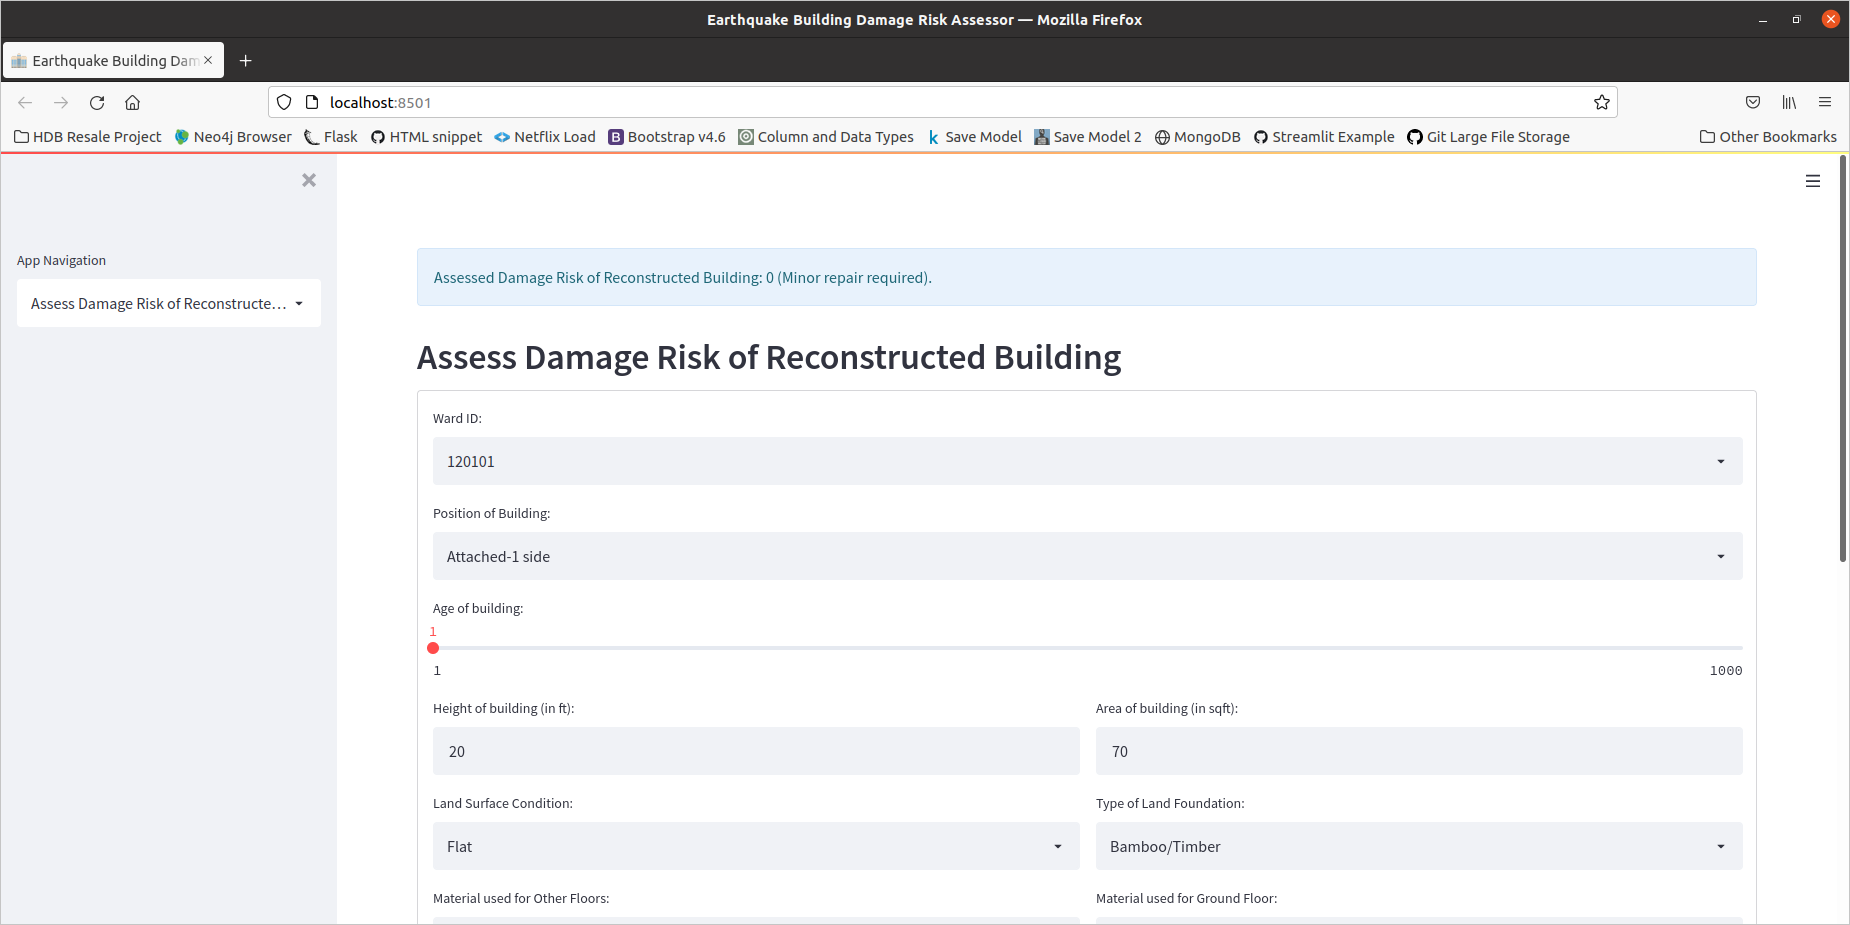 Earthquake Building Damage Risk Assessor — Mozilla Firefox
Earthquake Building Dam
localhost:8501
HDB Resale Project Neo4j Browser Flask HTML snippet Netflix Load Bootstrap v4.6 Column and Data Types Save Model Save Model 2 MongoDB Streamlit Example Git Large File Storage Other Bookmarks
App Navigation
Assess Damage Risk of Reconstructe...
Assessed Damage Risk of Reconstructed Building: 0 (Minor repair required).
Assess Damage Risk of Reconstructed Building
Ward ID:
120101
Position of Building:
Attached-1 side
Age of building:
1
1 1000
Height of building (in ft): Area of building (in sqft):
20 70
Land Surface Condition: Type of Land Foundation:
Flat Bamboo/Timber
Material used for Other Floors: Material used for Ground Floor: